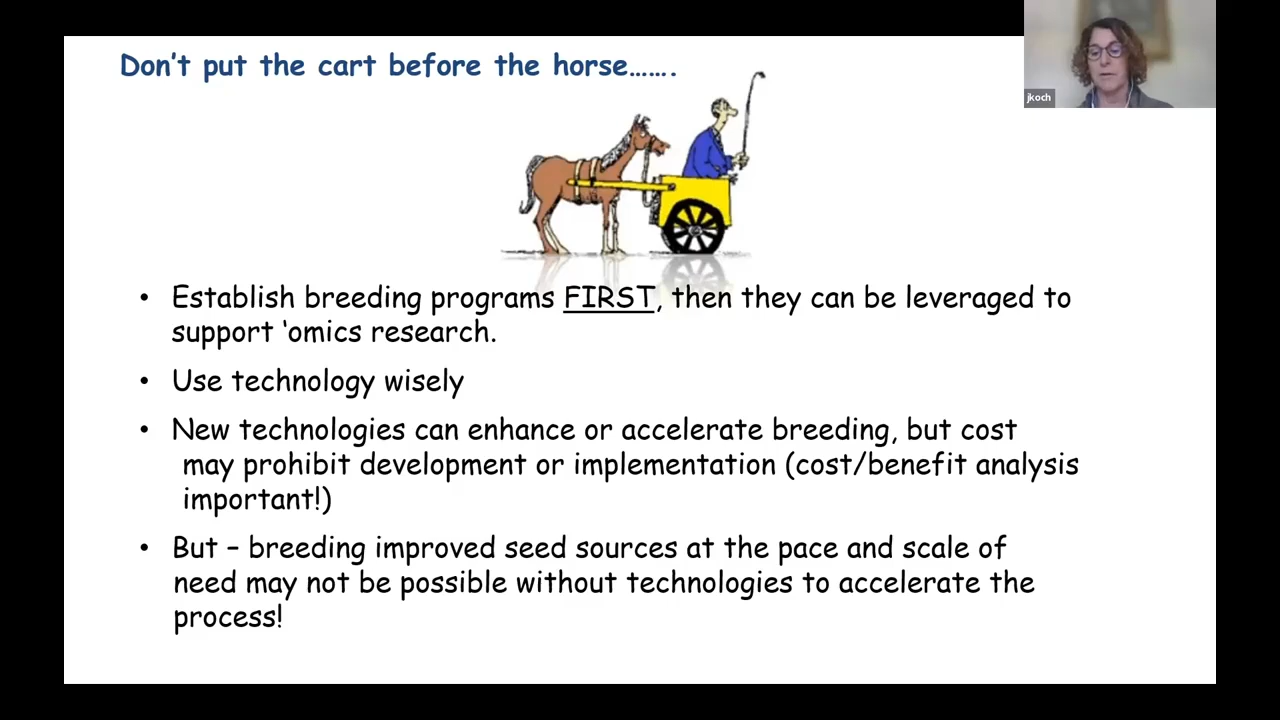 Don't put the cart before the horse…….
jkoch
• Establish breeding programs FIRST, then they can be leveraged to
support ‘omics research.
• Use technology wisely
• New technologies can enhance or accelerate breeding, but cost
may prohibit development or implementation (cost/benefit analysis
important!)
• But – breeding improved seed sources at the pace and scale of
need may not be possible without technologies to accelerate the
process!